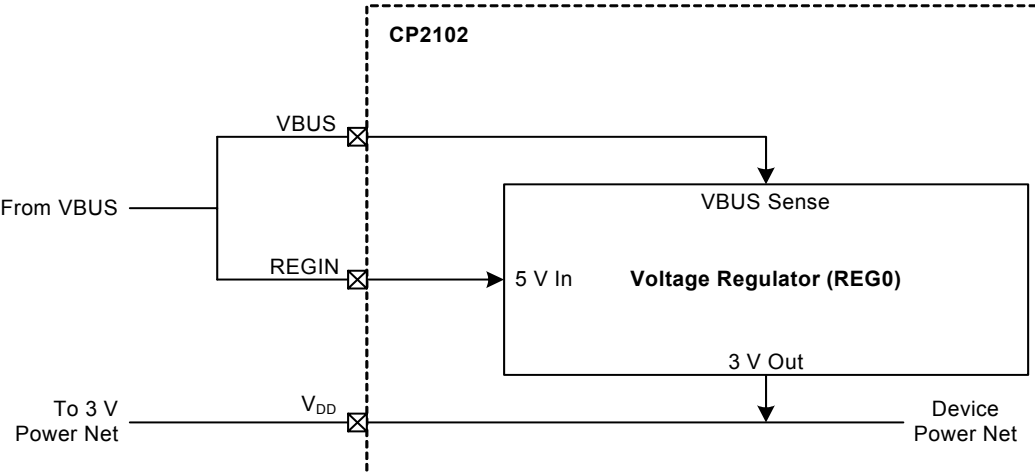 CP2102
VBUS
From VBUS
VBUS Sense
REGIN
5 V In
Voltage Regulator (REG0)
3 V Out
To 3 V
Power Net
VDD
Device
Power Net